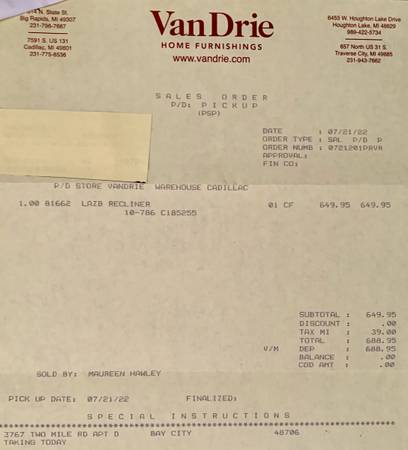 N. State St.
Big Rapids, MI 49307
231-796-7667
7591 S. US 131
Cadillac, MI 49601
231-775-6536
VanDrie
HOME FURNISHINGS
www.vandrie.com
6459 W. Houghton Lake Drive
Houghton Lake, MI 48629
989-422-5734
657 North US 31 S.
Traverse City, MI 49685
231-943-7662
SALES ORDER
P/D: PICKUP
(PSP)
DATE : 07/21/22
ORDER TYPE : SAL P/D P
ORDER NUMB : 0721201PRVR
APPROVAL:
FIN CO:
P/D STORE VANDRIE WAREHOUSE CADILLAC
1.00 81662 LAZB RECLINER 01 CF 649.95 649.95
10-786 C185255
SUBTOTAL : 649.95
DISCOUNT : .00
TAX MI : 39.00
TOTAL : 688.95
V/M DEP : 688.95
BALANCE : .00
COD AMT : .00
SOLD BY: MAUREEN HAWLEY
PICK UP DATE: 07/21/22 FINALIZED:
SPECIAL INSTRUCTIONS
3767 TWO MILE RD APT D BAY CITY 48706
TAKING TODAY